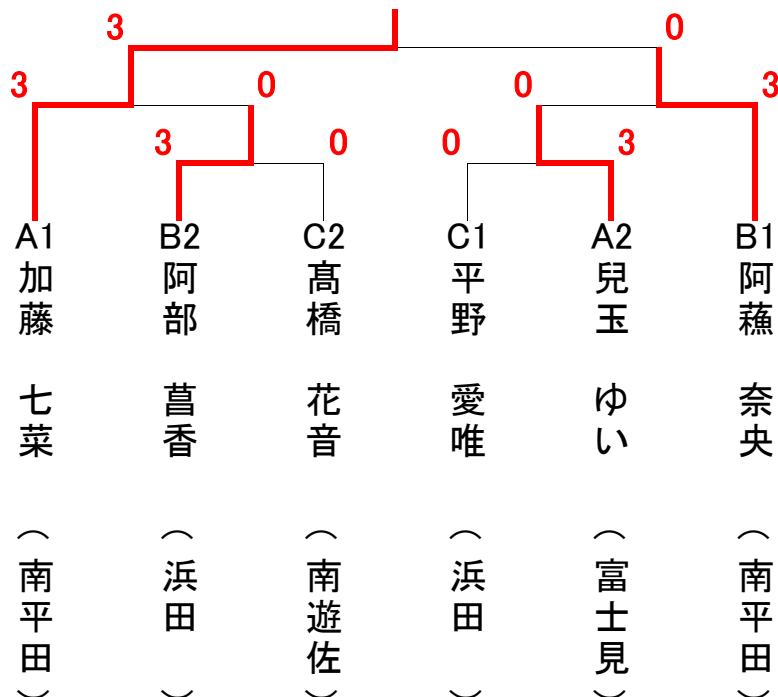 3 0
3 0 0 3
3 0 0 3
A1 加藤 七菜 （南平田）
B2 阿部 菖香 （浜田）
C2 髙橋 花音 （南遊佐）
C1 平野 愛唯 （浜田）
A2 兒玉 ゆい （富士見）
B1 阿蘓 奈央 （南平田）